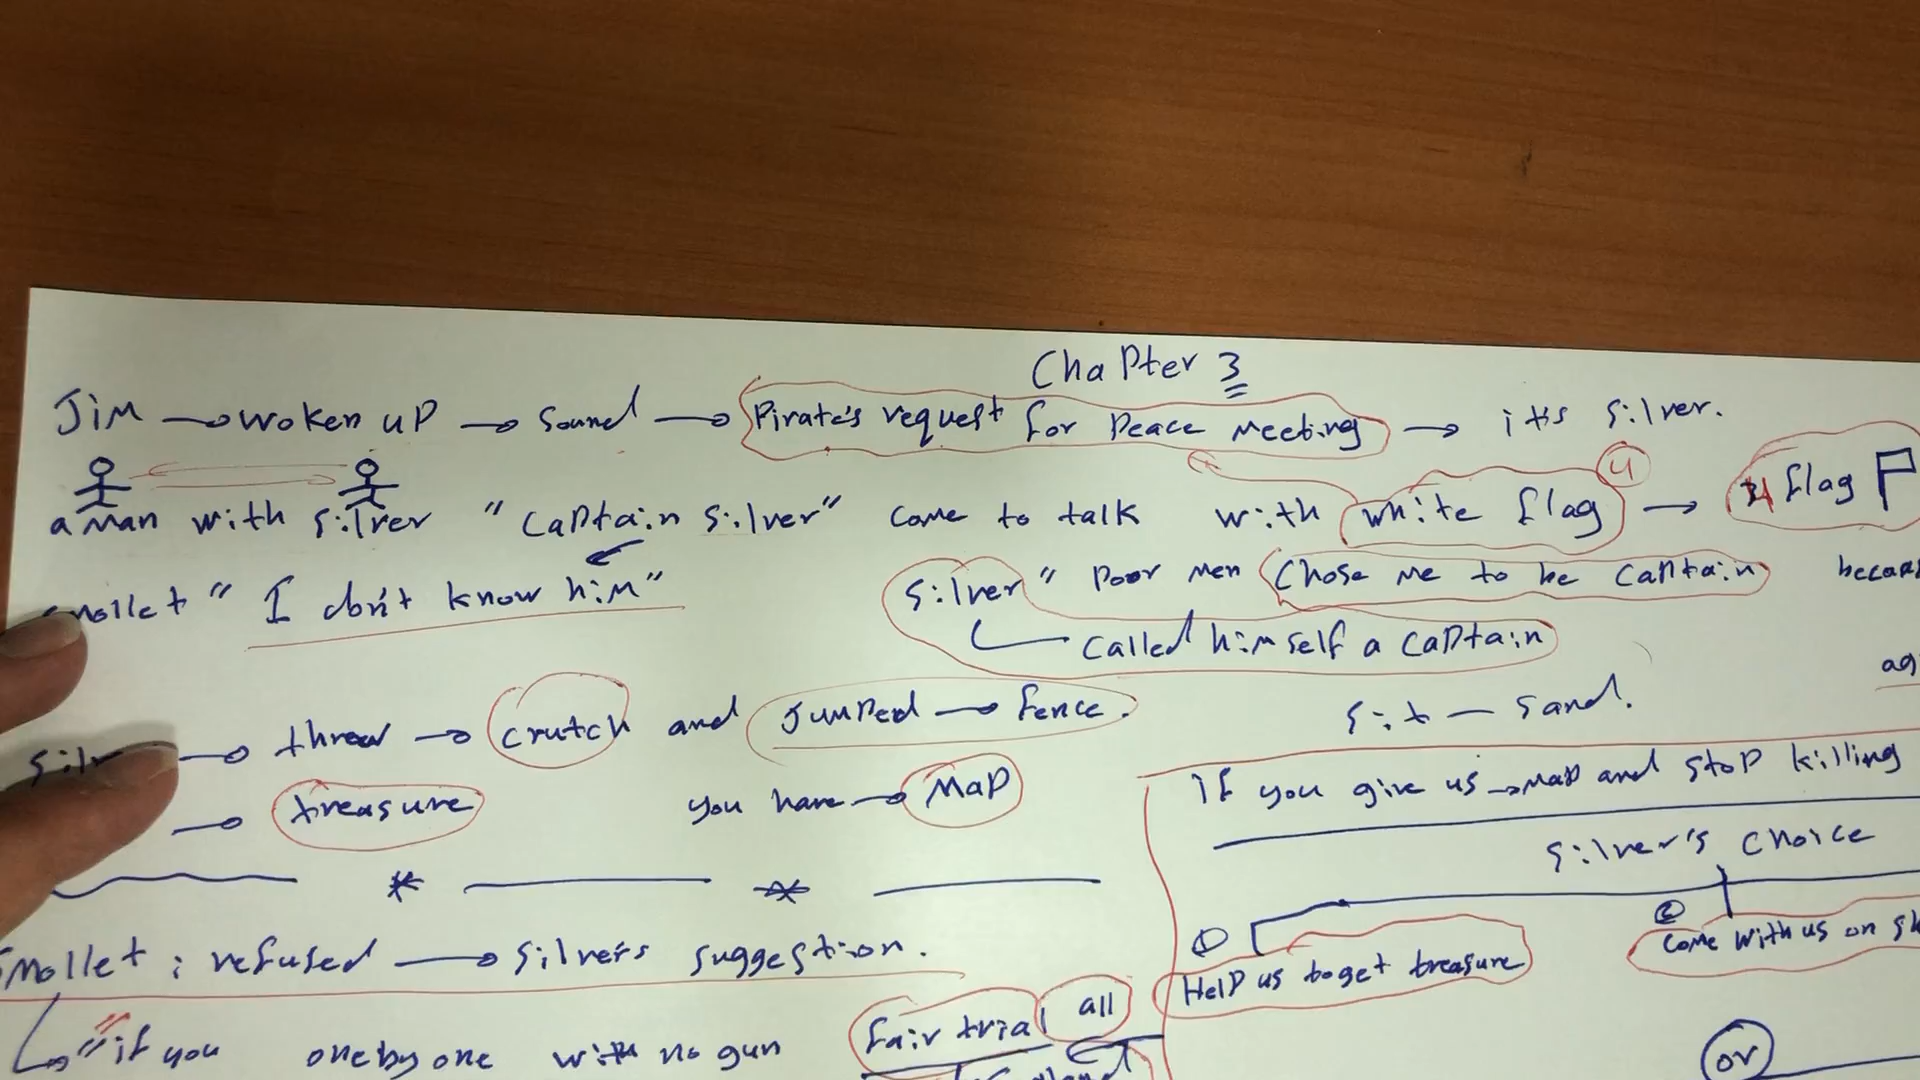 Chapter 3
Jim → woken up → Sound → Pirate's request for Peace Meeting → it's Silver.
a man with silver "Captain Silver" come to talk with white flag → 4 flag
4
mollet "I don't know him"
Silver "Poor men Chose me to be Captain
called himself a captain
→ threw → crutch and jumped → fence.
Sit — sand.
→ treasure you have → Map
If you give us → map and stop killing
Silver's Choice
1 Help us to get treasure
2 Come with us on
or
Smollet : refused → Silver's suggestion.
→ "if you one by one with no gun fair trial all